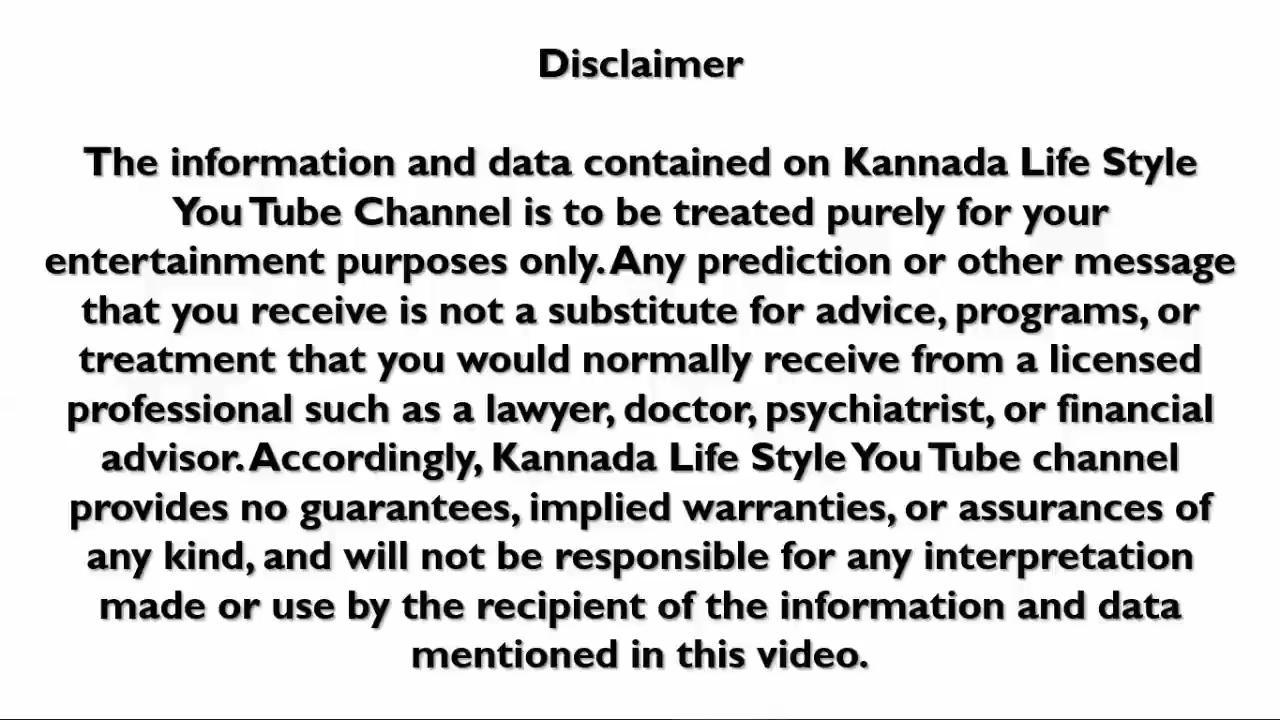 Disclaimer
The information and data contained on Kannada Life Style
YouTube Channel is to be treated purely for your
entertainment purposes only. Any prediction or other message
that you receive is not a substitute for advice, programs, or
treatment that you would normally receive from a licensed
professional such as a lawyer, doctor, psychiatrist, or financial
advisor. Accordingly, Kannada Life Style YouTube channel
provides no guarantees, implied warranties, or assurances of
any kind, and will not be responsible for any interpretation
made or use by the recipient of the information and data
mentioned in this video.